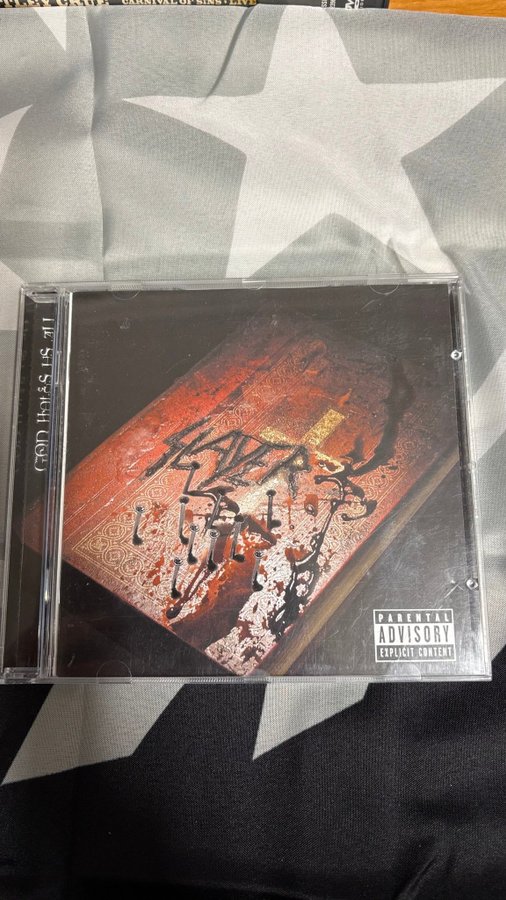 CARNIVAL OF SINS • LIVE
SLAYER
GOD HATES US ALL
PARENTAL
ADVISORY
EXPLICIT CONTENT